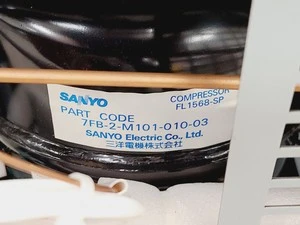 SANYO
COMPRESSOR
FL1568-SP
PART CODE
7FB-2-M101-010-03
SANYO Electric Co., Ltd.
三洋電機株式会社